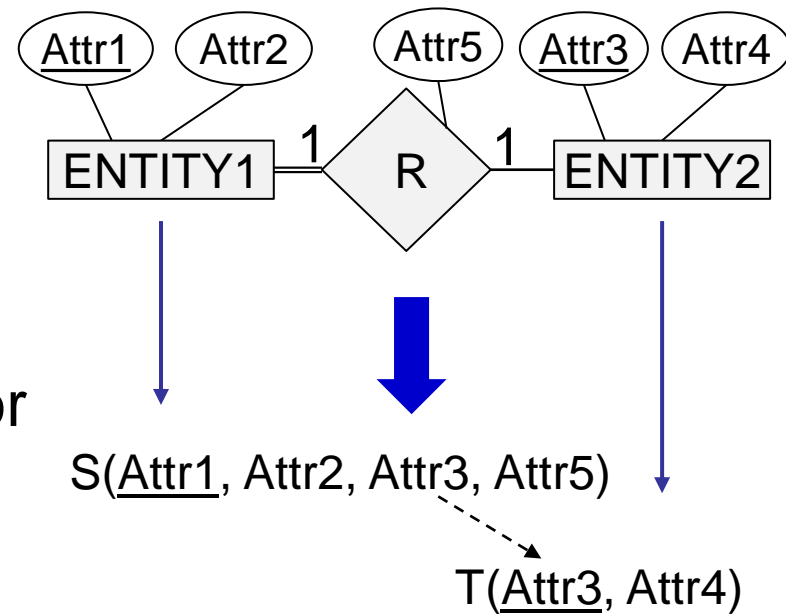 Attr1 Attr2 Attr5 Attr3 Attr4
1 1
ENTITY1 R ENTITY2
or
S(Attr1, Attr2, Attr3, Attr5)
T(Attr3, Attr4)